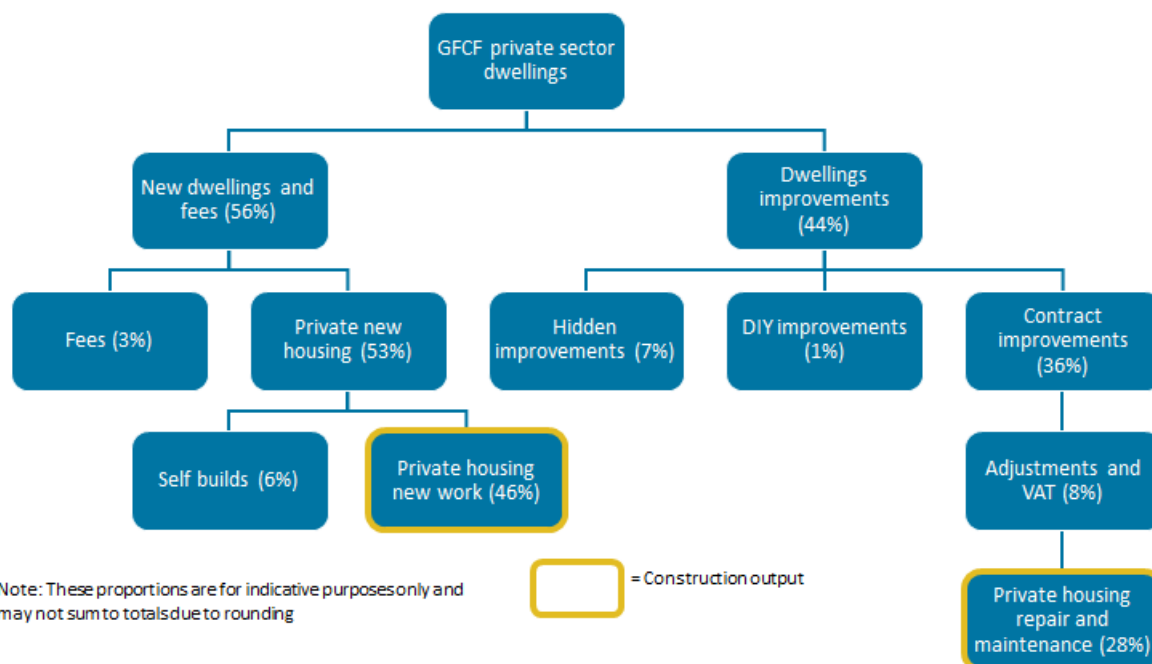 GFCF private sector
dwellings
New dwellings and
fees (56%)
Dwellings
improvements
(44%)
Fees (3%)
Private new
housing (53%)
Hidden
improvements (7%)
DIY improvements
(1%)
Contract
improvements
(36%)
Self builds (6%)
Private housing
new work (46%)
Adjustments and
VAT (8%)
Note: These proportions are for indicative purposes only and
may not sum to totals due to rounding
= Construction output
Private housing
repair and
maintenance (28%)